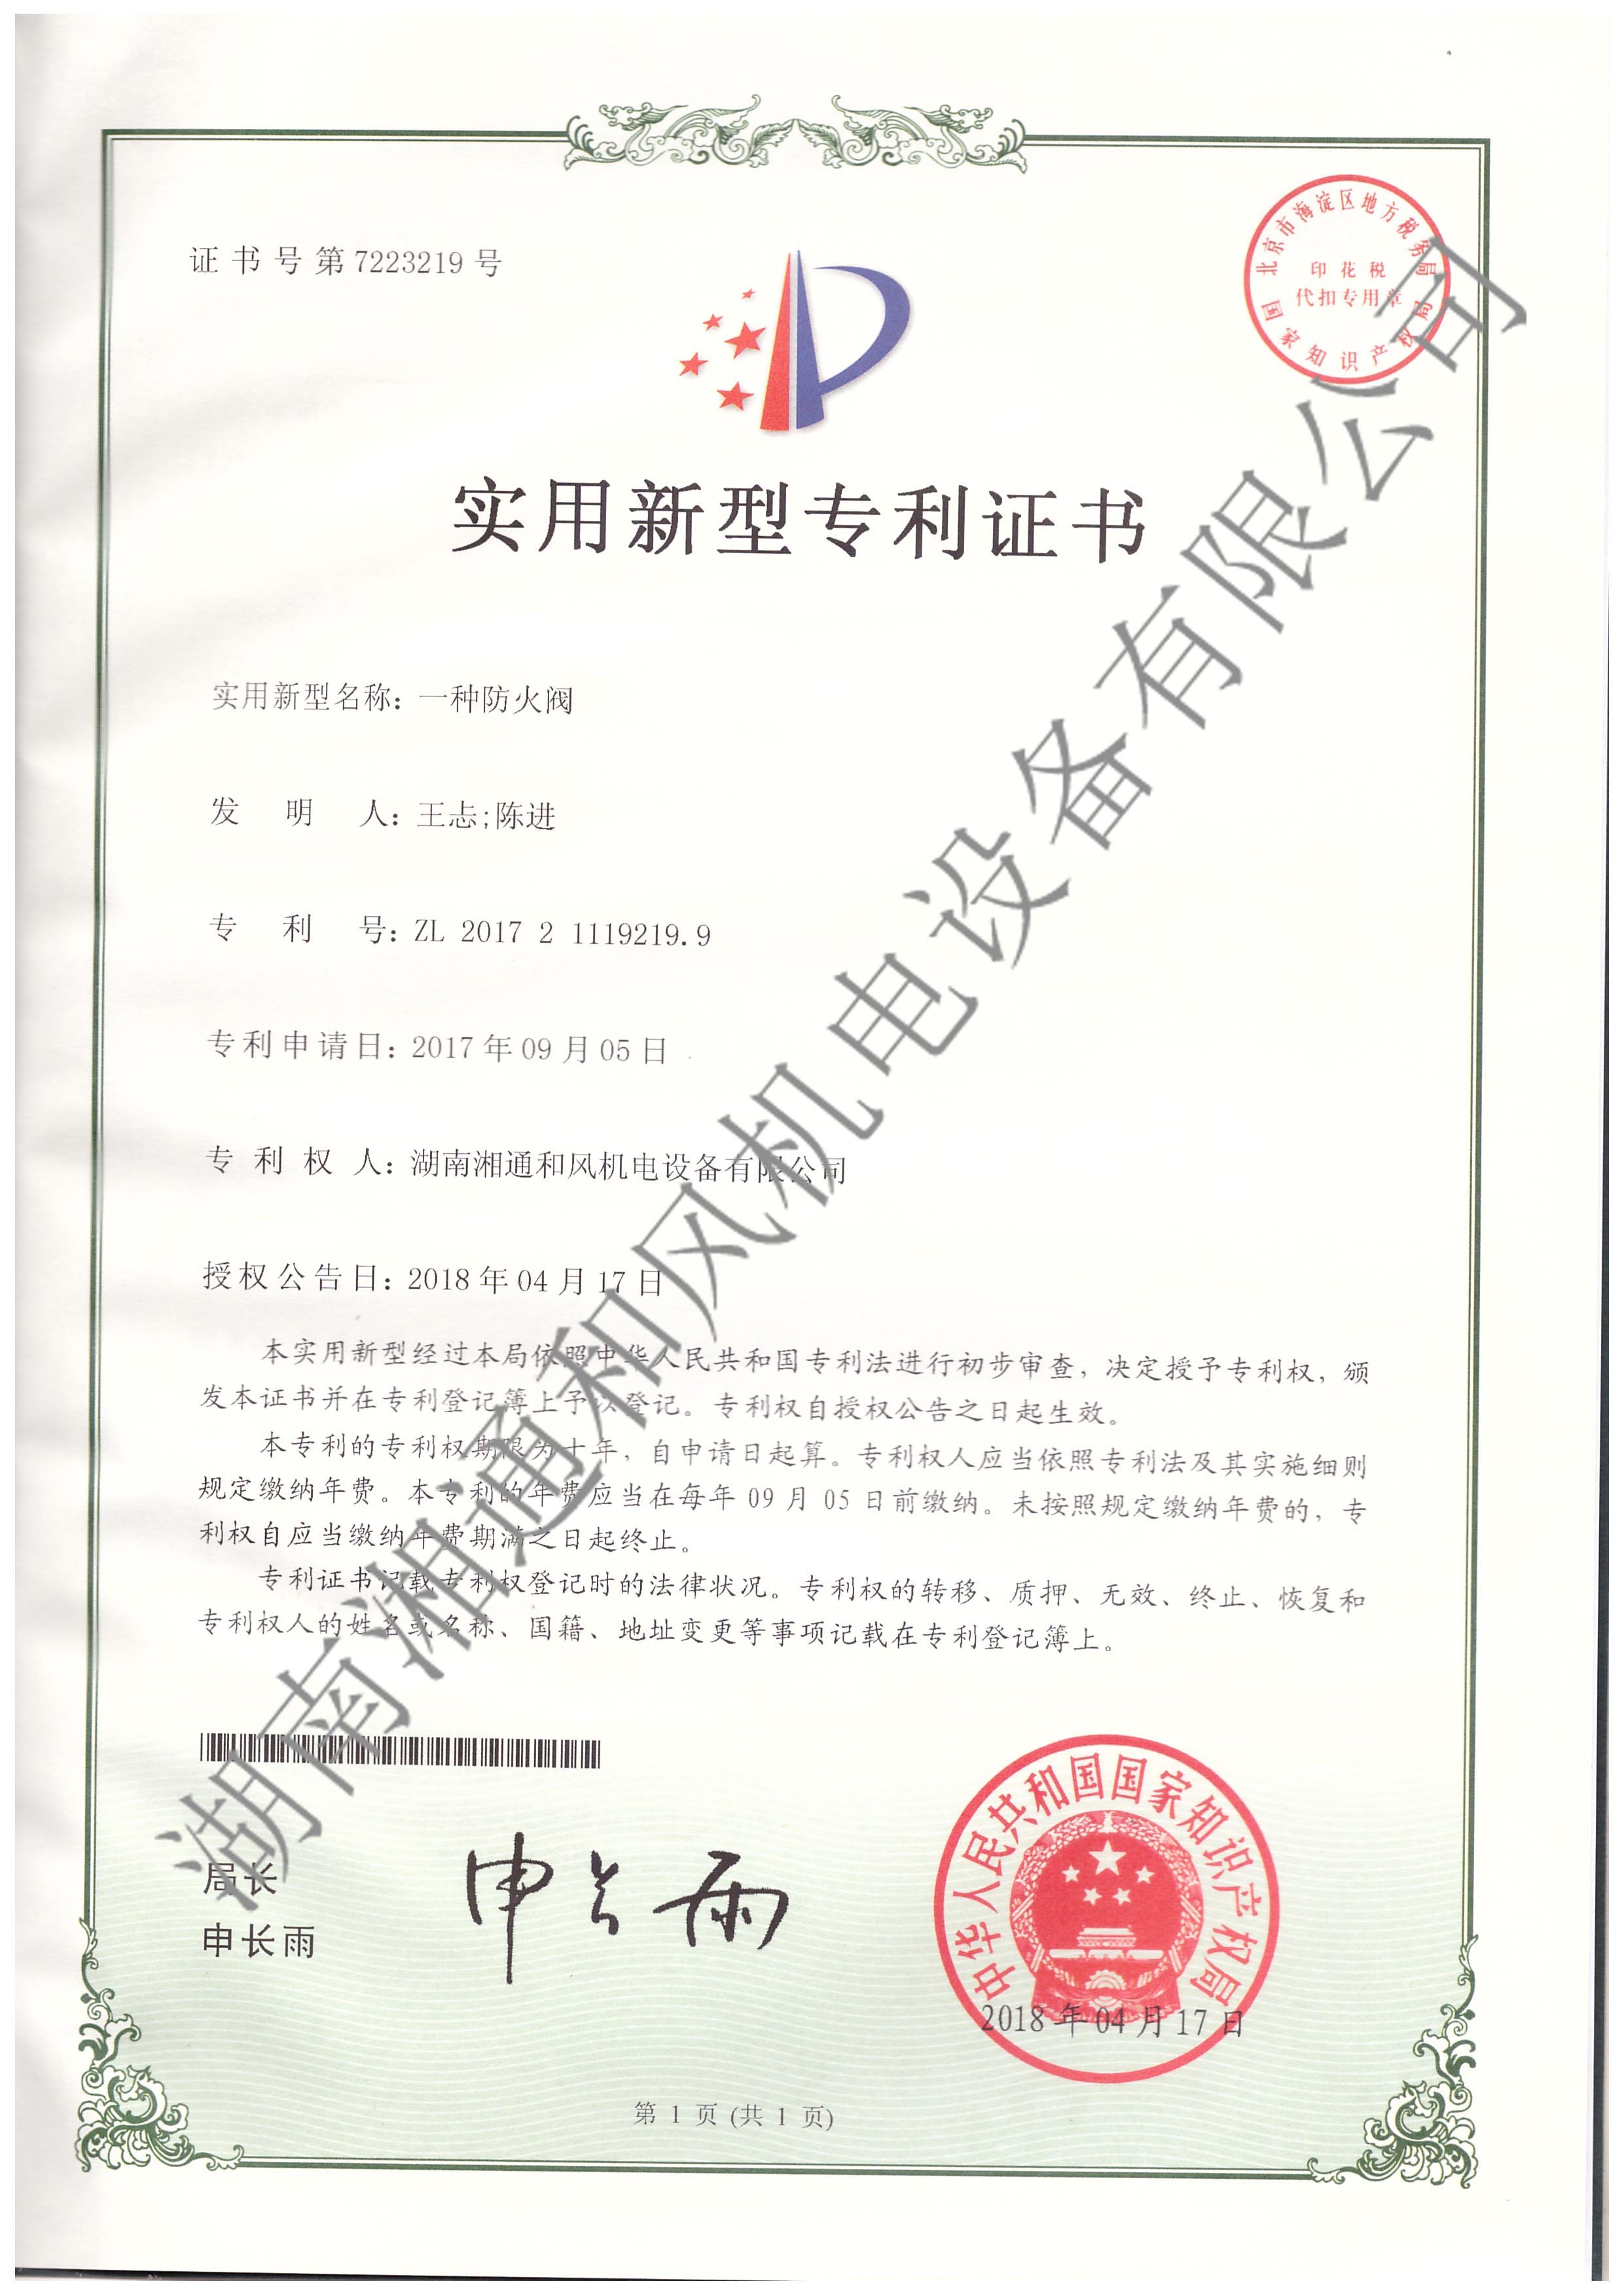 证书号第7223219号
北京市海淀区地方税务局
印花税
代扣专用章
国家知识产权局
实用新型专利证书
实用新型名称：一种防火阀
发明人：王忐;陈进
专利号：ZL 2017 2 1119219.9
专利申请日：2017年09月05日
专利权人：湖南湘通和风机电设备有限公司
授权公告日：2018年04月17日
本实用新型经过本局依照中华人民共和国专利法进行初步审查，决定授予专利权，颁
发本证书并在专利登记簿上予以登记。专利权自授权公告之日起生效。
本专利的专利权期限为十年，自申请日起算。专利权人应当依照专利法及其实施细则
规定缴纳年费。本专利的年费应当在每年09月05日前缴纳。未按照规定缴纳年费的，专
利权自应当缴纳年费期满之日起终止。
专利证书记载专利权登记时的法律状况。专利权的转移、质押、无效、终止、恢复和
专利权人的姓名或名称、国籍、地址变更等事项记载在专利登记簿上。
局长
申长雨
申长雨
中华人民共和国国家知识产权局
2018年04月17日
第1页(共1页)
湖南湘通和风机电设备有限公司